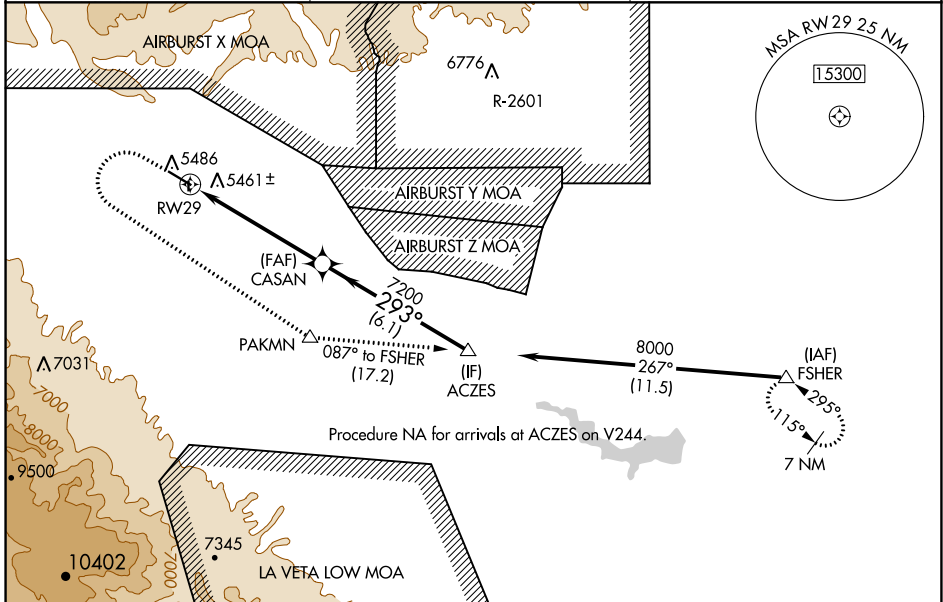 AIRBURST X MOA
6776
R-2601
MSA RW29 25 NM
15300
5486
5461±
RW29
AIRBURST Y MOA
AIRBURST Z MOA
(FAF)
CASAN
7200
293°
(6.1)
PAKMN
087° to FSHER
(17.2)
(IF)
ACZES
8000
267°
(11.5)
(IAF)
FSHER
295°
115°
7 NM
7031
7000
8000
Procedure NA for arrivals at ACZES on V244.
9500
10402
7000
7345
LA VETA LOW MOA